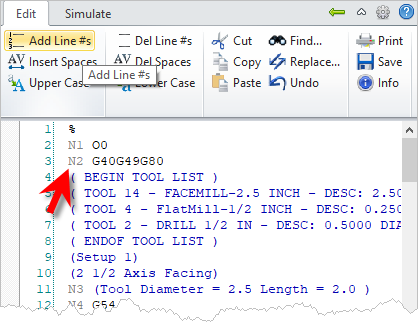 Edit Simulate
Add Line #s Del Line #s Cut Find... Print
Insert Spaces Del Spaces Copy Replace... Save
Upper Case Paste Undo Info
Add Line #s
1 %
2 N1 O0
3 N2 G40G49G80
4 ( BEGIN TOOL LIST )
5 ( TOOL 14 - FACEMILL-2.5 INCH - DESC: 2.50
6 ( TOOL 4 - FlatMill-1/2 INCH - DESC: 0.250
7 ( TOOL 2 - DRILL 1/2 IN - DESC: 0.5000 DIA
8 ( ENDOF TOOL LIST )
9 (Setup 1)
10 (2 1/2 Axis Facing)
11 N3 (Tool Diameter = 2.5 Length = 2.0 )
12 N4 G54